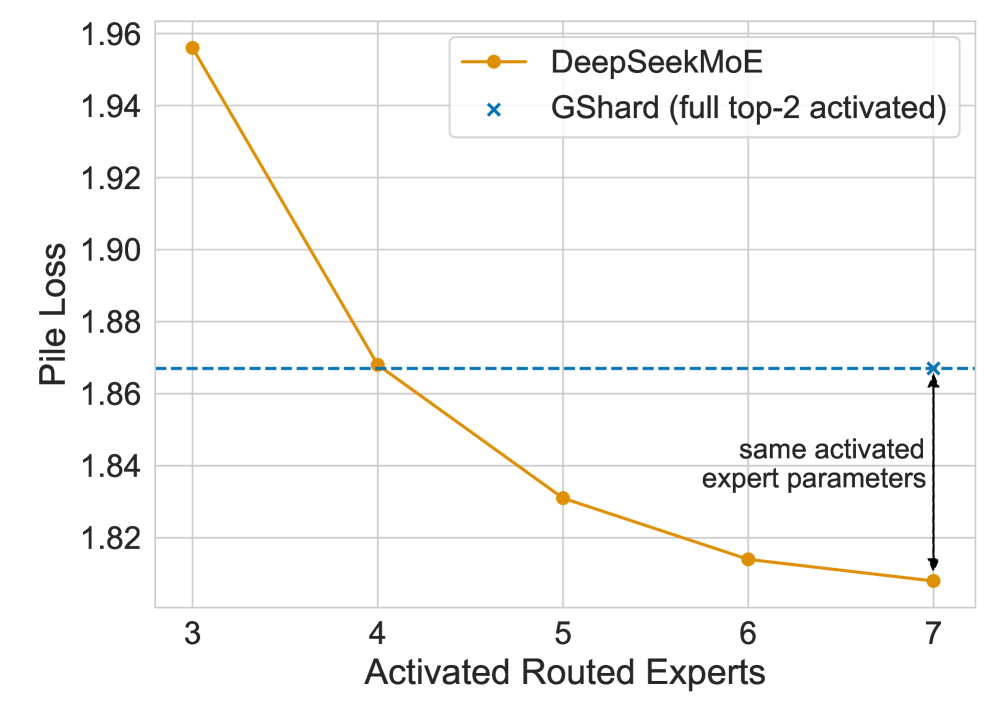 1.96
1.94
1.92
1.90
1.88
1.86
1.84
1.82
Pile Loss
DeepSeekMoE
GShard (full top-2 activated)
same activated
expert parameters
3 4 5 6 7
Activated Routed Experts